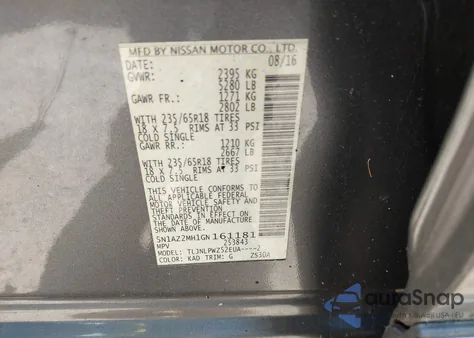 MFD BY NISSAN MOTOR CO., LTD.
DATE: 08/16
GVWR: 2395 KG
5280 LB
GAWR FR.: 1271 KG
2802 LB
WITH 235/65R18 TIRES
18 X 7.5 RIMS AT 33 PSI
COLD SINGLE
GAWR RR.: 1210 KG
2667 LB
WITH 235/65R18 TIRES
18 X 7.5 RIMS AT 33 PSI
COLD SINGLE
THIS VEHICLE CONFORMS TO
ALL APPLICABLE FEDERAL
MOTOR VEHICLE SAFETY AND
THEFT PREVENTION
STANDARDS IN EFFECT ON THE
DATE OF MANUFACTURE
5N1AZ2MH1GN161181
253843
MPV
MODEL: TLJNLPWZ52EUA----2
COLOR: KAD TRIM: G ZS3OA
autoSnap